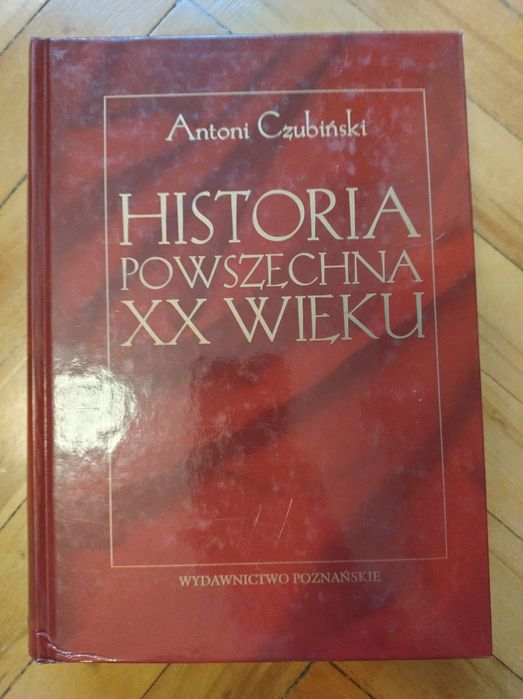 Antoni Czubiński
HISTORIA
POWSZECHNA
XX WIEKU
WYDAWNICTWO POZNAŃSKIE